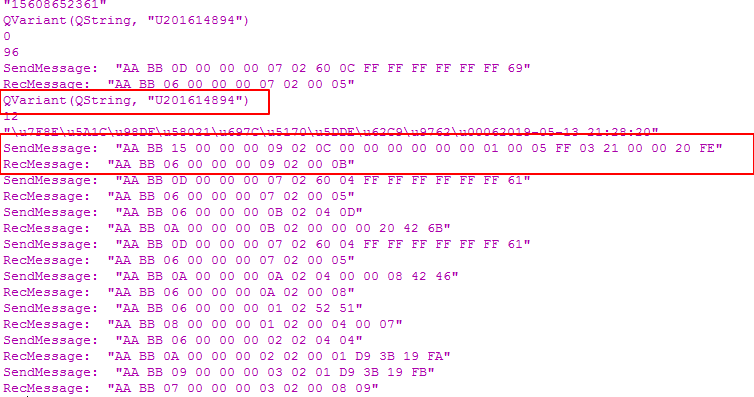 "15608652361"
QVariant(QString, "U201614894")
0
96
SendMessage:  "AA BB 0D 00 00 00 07 02 60 0C FF FF FF FF FF FF 69"
RecMessage:  "AA BB 06 00 00 00 07 02 00 05"
QVariant(QString, "U201614894")
12
"\u7F8E\u5A1C\u98DF\u58021\u697C\u5170\u5DDE\u62C9\u9762\u00062019-05-13 21:28:20"
SendMessage:  "AA BB 15 00 00 00 09 02 0C 00 00 00 00 00 00 01 00 05 FF 03 21 00 00 20 FE"
RecMessage:  "AA BB 06 00 00 00 09 02 00 0B"
SendMessage:  "AA BB 0D 00 00 00 07 02 60 04 FF FF FF FF FF FF 61"
RecMessage:  "AA BB 06 00 00 00 07 02 00 05"
SendMessage:  "AA BB 06 00 00 00 0B 02 04 0D"
RecMessage:  "AA BB 0A 00 00 00 0B 02 00 00 00 20 42 6B"
SendMessage:  "AA BB 0D 00 00 00 07 02 60 04 FF FF FF FF FF FF 61"
RecMessage:  "AA BB 06 00 00 00 07 02 00 05"
SendMessage:  "AA BB 0A 00 00 00 0A 02 04 00 00 08 42 46"
RecMessage:  "AA BB 06 00 00 00 0A 02 00 08"
SendMessage:  "AA BB 06 00 00 00 01 02 52 51"
RecMessage:  "AA BB 08 00 00 00 01 02 00 04 00 07"
SendMessage:  "AA BB 06 00 00 00 02 02 04 04"
RecMessage:  "AA BB 0A 00 00 00 02 02 00 01 D9 3B 19 FA"
SendMessage:  "AA BB 09 00 00 00 03 02 01 D9 3B 19 FB"
RecMessage:  "AA BB 07 00 00 00 03 02 00 08 09"